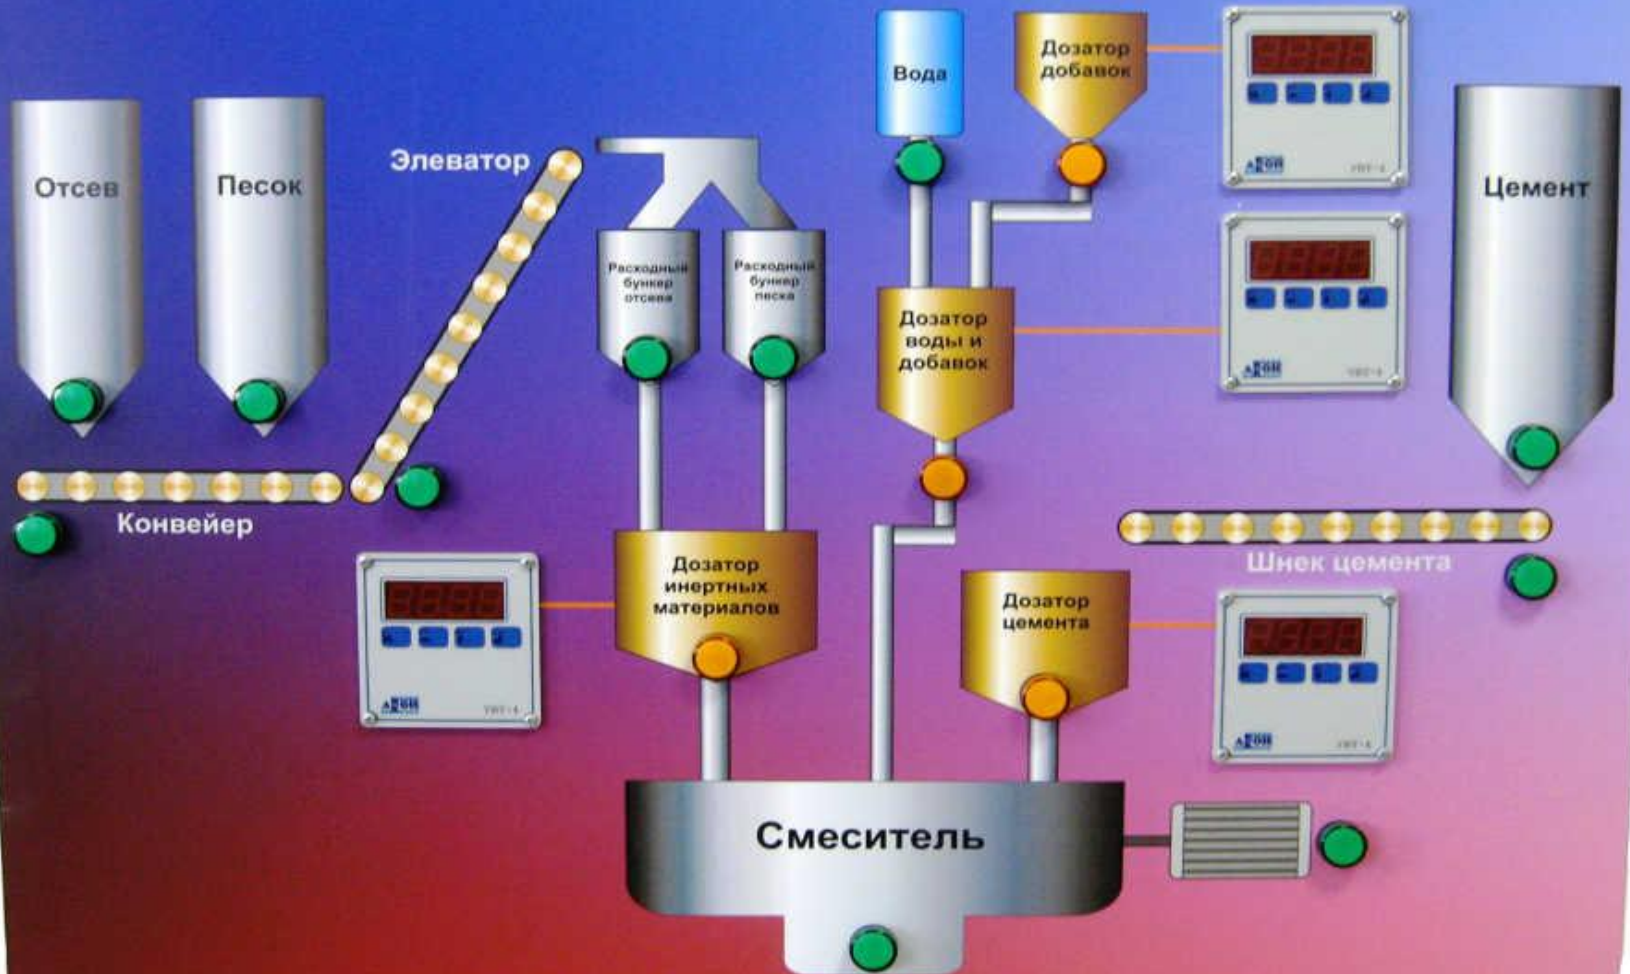 Вода
Дозатор
добавок
Отсев
Песок
Элеватор
Цемент
Расходный
бункер
отсева
Расходный
бункер
песка
Дозатор
воды и
добавок
Конвейер
Шнек цемента
Дозатор
инертных
материалов
Дозатор
цемента
Смеситель